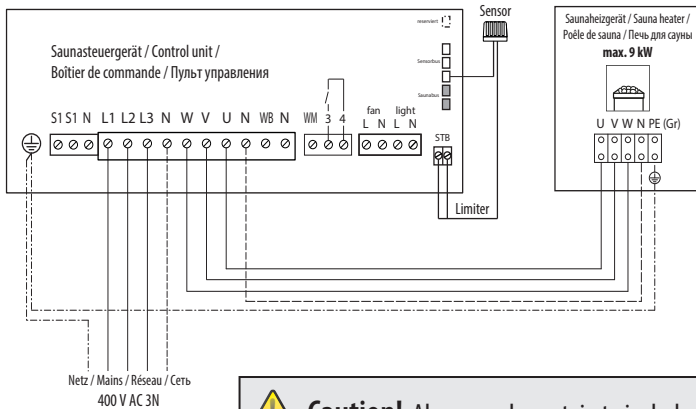 reserviert
Sensor
Saunasteuergerät / Control unit /
Boîtier de commande / Пульт управления
Sensorbus
Saunabus
S1 S1 N L1 L2 L3 N W V U N WB N WM 3 4
fan light
L N L N
STB
Limiter
Saunaheizgerät / Sauna heater /
Poêle de sauna / Печь для сауны
max. 9 kW
U V W N PE (Gr)
Netz / Mains / Réseau / Сеть
400 V AC 3N
Caution!